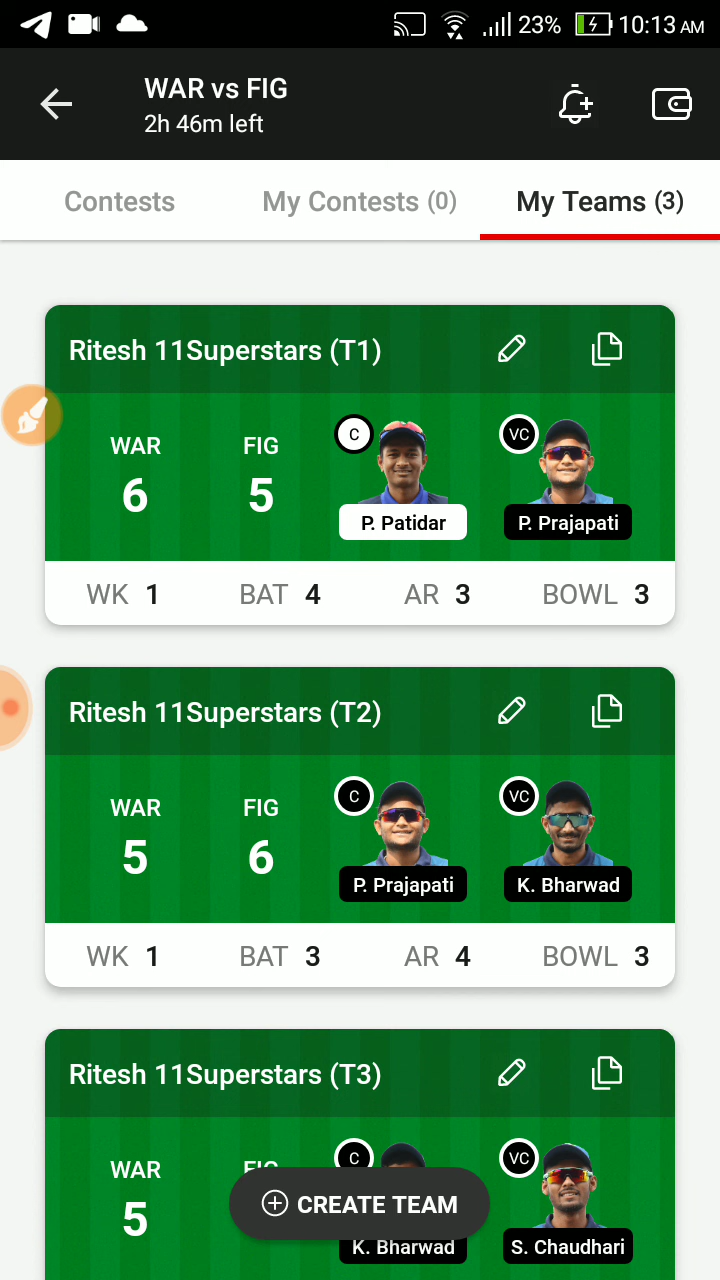 23% 10:13 AM
WAR vs FIG
2h 46m left
Contests My Contests (0) My Teams (3)
Ritesh 11Superstars (T1)
WAR FIG C VC
6 5
P. Patidar P. Prajapati
WK 1 BAT 4 AR 3 BOWL 3
Ritesh 11Superstars (T2)
WAR FIG C VC
5 6
P. Prajapati K. Bharwad
WK 1 BAT 3 AR 4 BOWL 3
Ritesh 11Superstars (T3)
WAR FIG C VC
5
CREATE TEAM
K. Bharwad S. Chaudhari